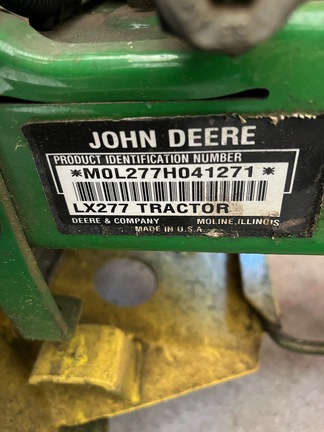 JOHN DEERE
PRODUCT IDENTIFICATION NUMBER
*M0L277H041271*
LX277 TRACTOR
DEERE & COMPANY MOLINE, ILLINOIS
MADE IN U.S.A.